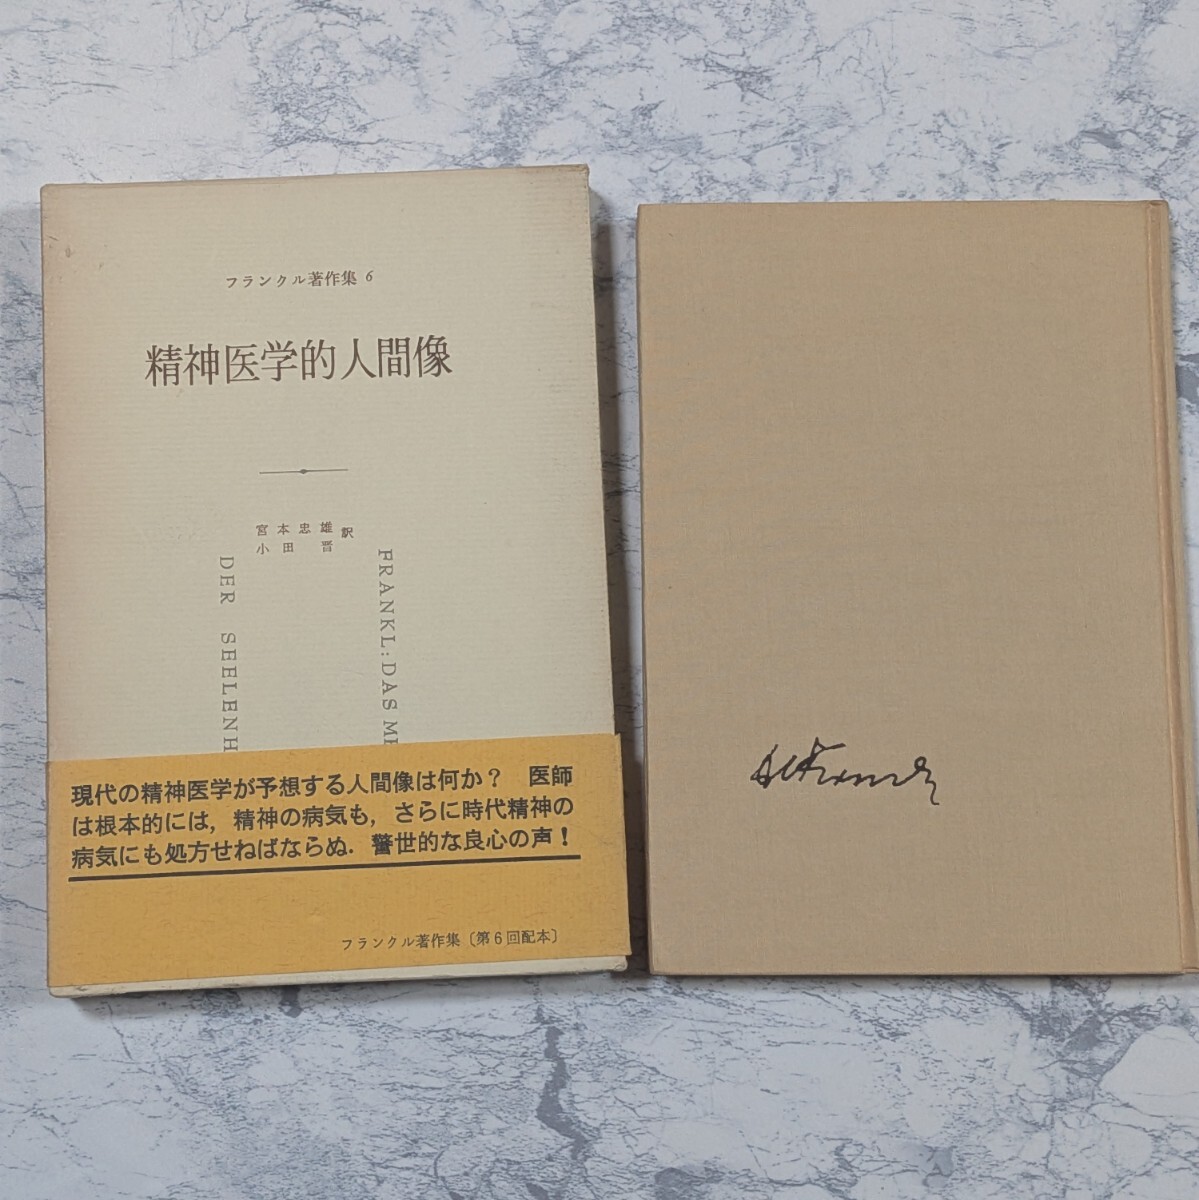 フランクル著作集 6
精神医学的人間像
宮本忠雄 訳
小田 晋
FRANKL: DAS ME
DER SEELENH
現代の精神医学が予想する人間像は何か？ 医師
は根本的には，精神の病気も，さらに時代精神の
病気にも処方せねばならぬ．警世的な良心の声！
フランクル著作集〔第6回配本〕